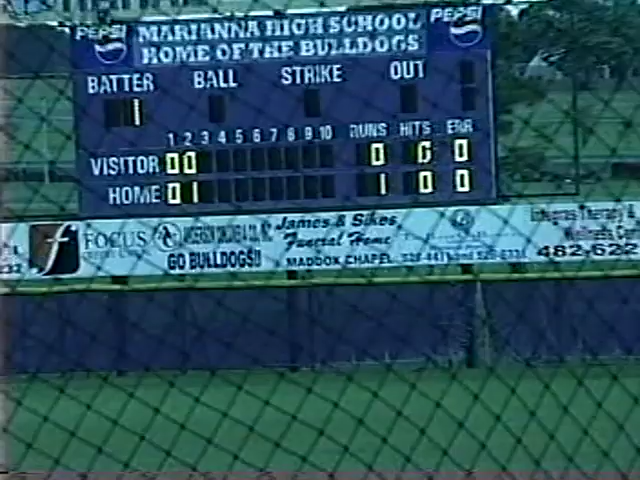 PEPSI MARIANNA HIGH SCHOOL PEPSI
HOME OF THE BULLDOGS
BATTER BALL STRIKE OUT
1
1 2 3 4 5 6 7 8 9 10 RUNS HITS ERR
VISITOR 0 0 0 0
HOME 0 1 1 0 0
f FOCUS
GO BULLDOGS!!
James & Sikes
Funeral Home
MADDOX CHAPEL
Therapy &
Wellness
482-622